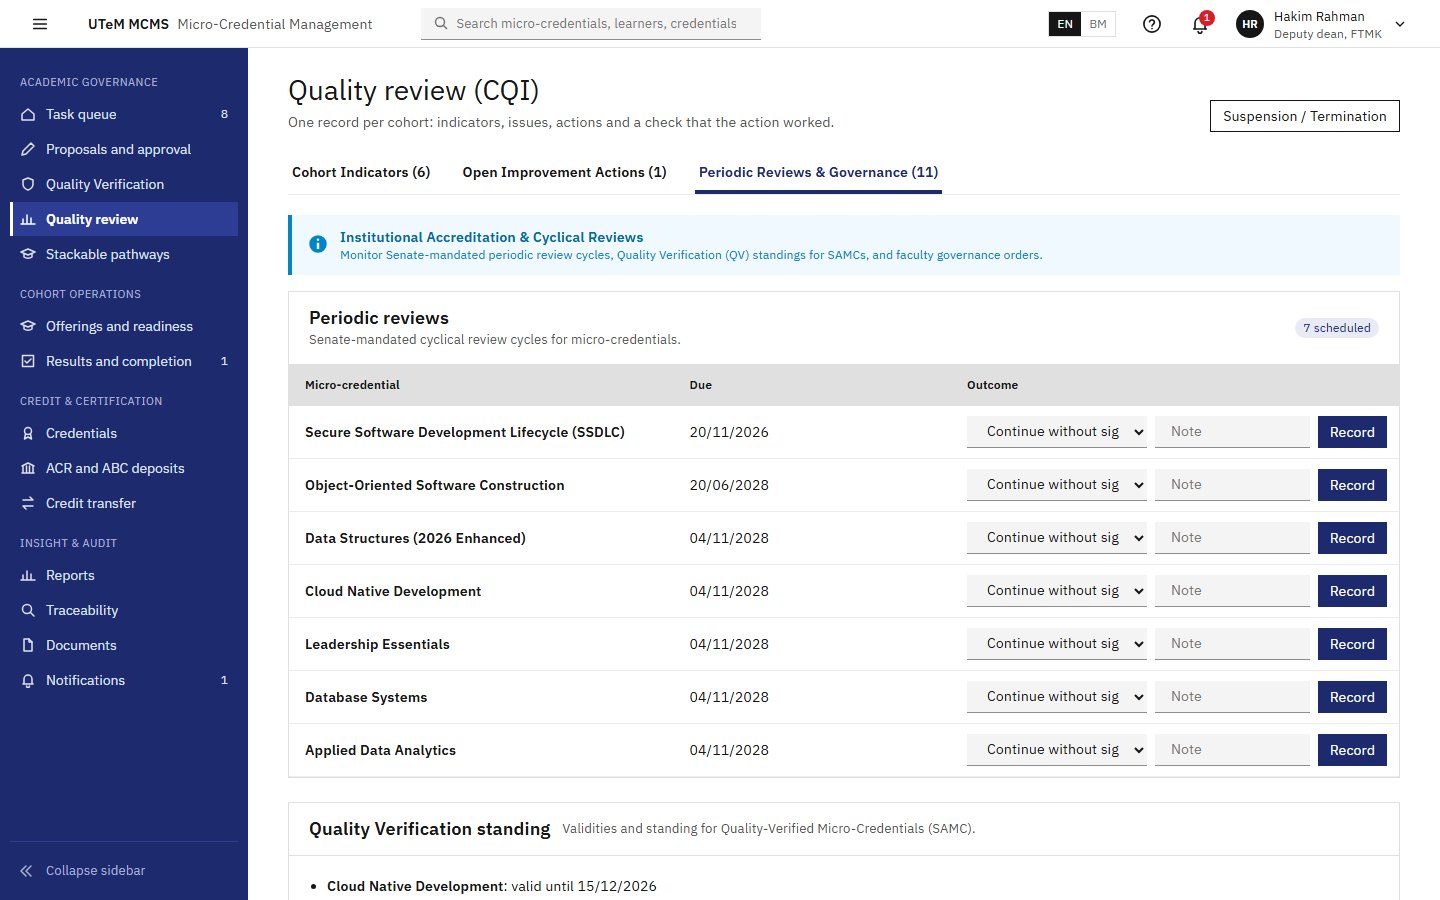 UTeM MCMS Micro-Credential Management
Search micro-credentials, learners, credentials
EN BM
1
HR
Hakim Rahman
Deputy dean, FTMK
ACADEMIC GOVERNANCE
Task queue 8
Proposals and approval
Quality Verification
Quality review
Stackable pathways
COHORT OPERATIONS
Offerings and readiness
Results and completion 1
CREDIT & CERTIFICATION
Credentials
ACR and ABC deposits
Credit transfer
INSIGHT & AUDIT
Reports
Traceability
Documents
Notifications 1
Collapse sidebar
Quality review (CQI)
One record per cohort: indicators, issues, actions and a check that the action worked.
Suspension / Termination
Cohort Indicators (6) Open Improvement Actions (1) Periodic Reviews & Governance (11)
Institutional Accreditation & Cyclical Reviews
Monitor Senate-mandated periodic review cycles, Quality Verification (QV) standings for SAMCs, and faculty governance orders.
Periodic reviews
Senate-mandated cyclical review cycles for micro-credentials.
7 scheduled
Micro-credential Due Outcome
Secure Software Development Lifecycle (SSDLC) 20/11/2026 Continue without sig Note Record
Object-Oriented Software Construction 20/06/2028 Continue without sig Note Record
Data Structures (2026 Enhanced) 04/11/2028 Continue without sig Note Record
Cloud Native Development 04/11/2028 Continue without sig Note Record
Leadership Essentials 04/11/2028 Continue without sig Note Record
Database Systems 04/11/2028 Continue without sig Note Record
Applied Data Analytics 04/11/2028 Continue without sig Note Record
Quality Verification standing Validities and standing for Quality-Verified Micro-Credentials (SAMC).
• Cloud Native Development: valid until 15/12/2026